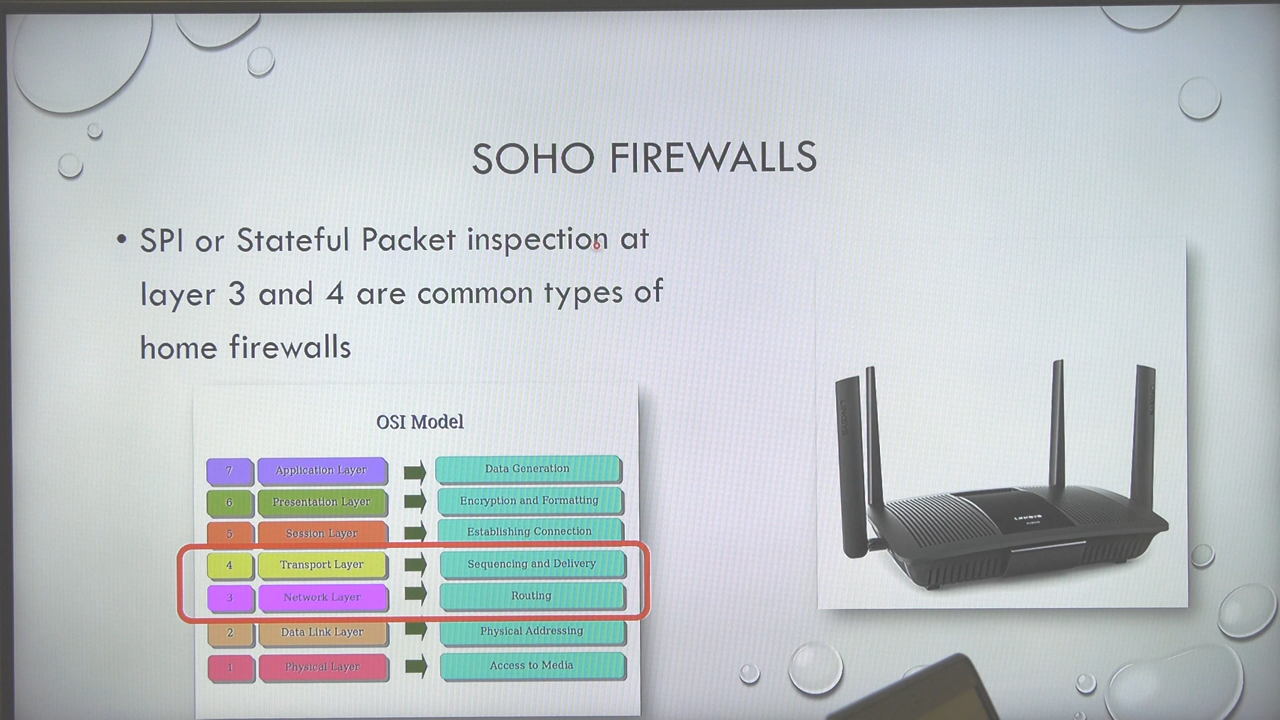 SOHO FIREWALLS
• SPI or Stateful Packet inspection at
layer 3 and 4 are common types of
home firewalls
OSI Model
7 Application Layer Data Generation
6 Presentation Layer Encryption and Formatting
5 Session Layer Establishing Connection
4 Transport Layer Sequencing and Delivery
3 Network Layer Routing
2 Data Link Layer Physical Addressing
1 Physical Layer Access to Media
LINKSYS
LINKSYS